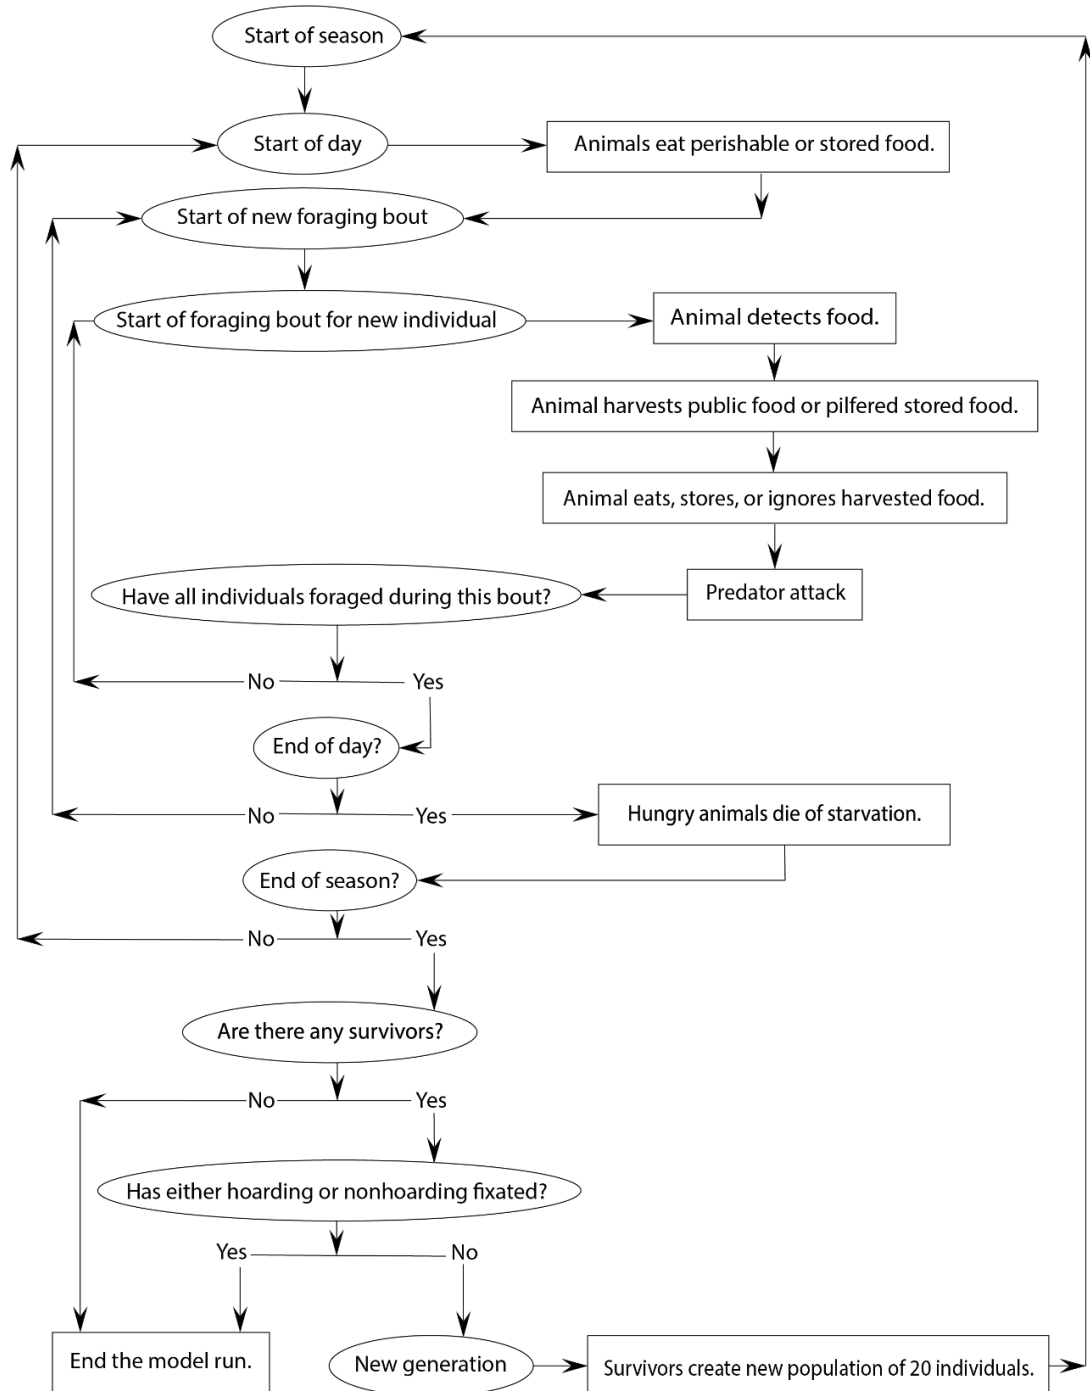 Start of season
Start of day
Animals eat perishable or stored food.
Start of new foraging bout
Start of foraging bout for new individual
Animal detects food.
Animal harvests public food or pilfered stored food.
Animal eats, stores, or ignores harvested food.
Predator attack
Have all individuals foraged during this bout?
No
Yes
End of day?
No
Yes
Hungry animals die of starvation.
End of season?
No
Yes
Are there any survivors?
No
Yes
Has either hoarding or nonhoarding fixated?
Yes
No
End the model run.
New generation
Survivors create new population of 20 individuals.